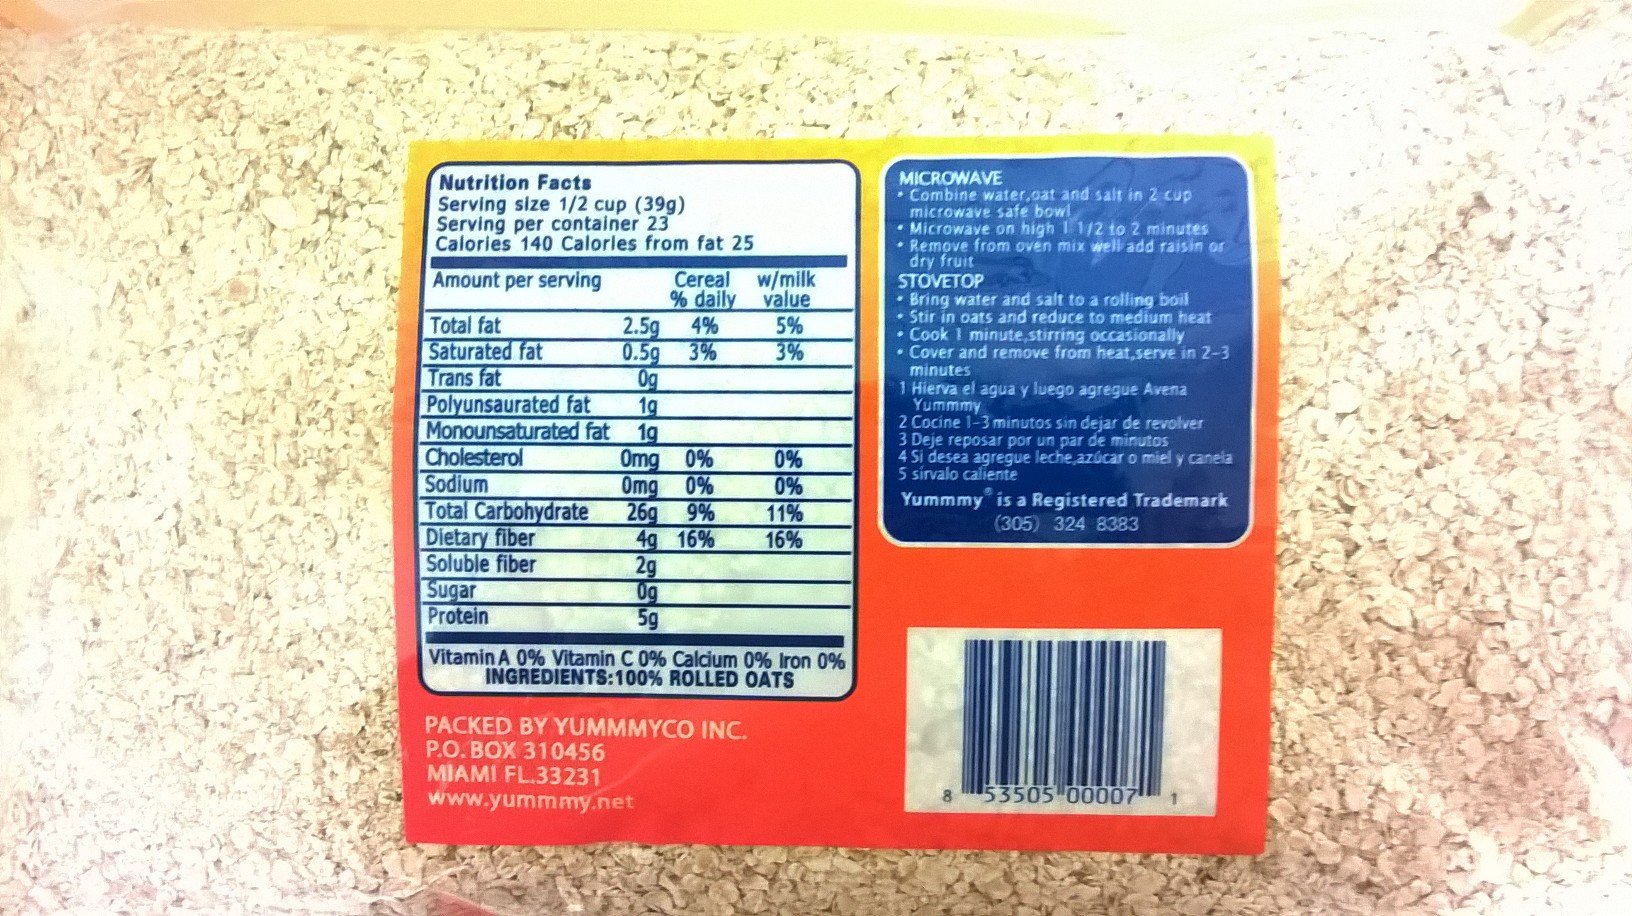 Nutrition Facts
Serving size 1/2 cup (39g)
Serving per container 23
Calories 140 Calories from fat 25
Amount per serving Cereal w/milk
% daily value
Total fat 2.5g 4% 5%
Saturated fat 0.5g 3% 3%
Trans fat 0g
Polyunsaurated fat 1g
Monounsaturated fat 1g
Cholesterol 0mg 0% 0%
Sodium 0mg 0% 0%
Total Carbohydrate 26g 9% 11%
Dietary fiber 4g 16% 16%
Soluble fiber 2g
Sugar 0g
Protein 5g
Vitamin A 0% Vitamin C 0% Calcium 0% Iron 0%
INGREDIENTS:100% ROLLED OATS
PACKED BY YUMMMYCO INC.
P.O. BOX 310456
MIAMI FL.33231
www.yummmy.net
MICROWAVE
• Combine water,oat and salt in 2 cup
microwave safe bowl
• Microwave on high 1 1/2 to 2 minutes
• Remove from oven mix well add raisin or
dry fruit
STOVETOP
• Bring water and salt to a rolling boil
• Stir in oats and reduce to medium heat
• Cook 1 minute,stirring occasionally
• Cover and remove from heat,serve in 2-3
minutes
1 Hierva el agua y luego agregue Avena
Yummmy
2 Cocine 1-3 minutos sin dejar de revolver
3 Deje reposar por un par de minutos
4 Si desea agregue leche,azúcar o miel y canela
5 sirvalo caliente
Yummmy® is a Registered Trademark
(305) 324 8383
8 53505 00007 1